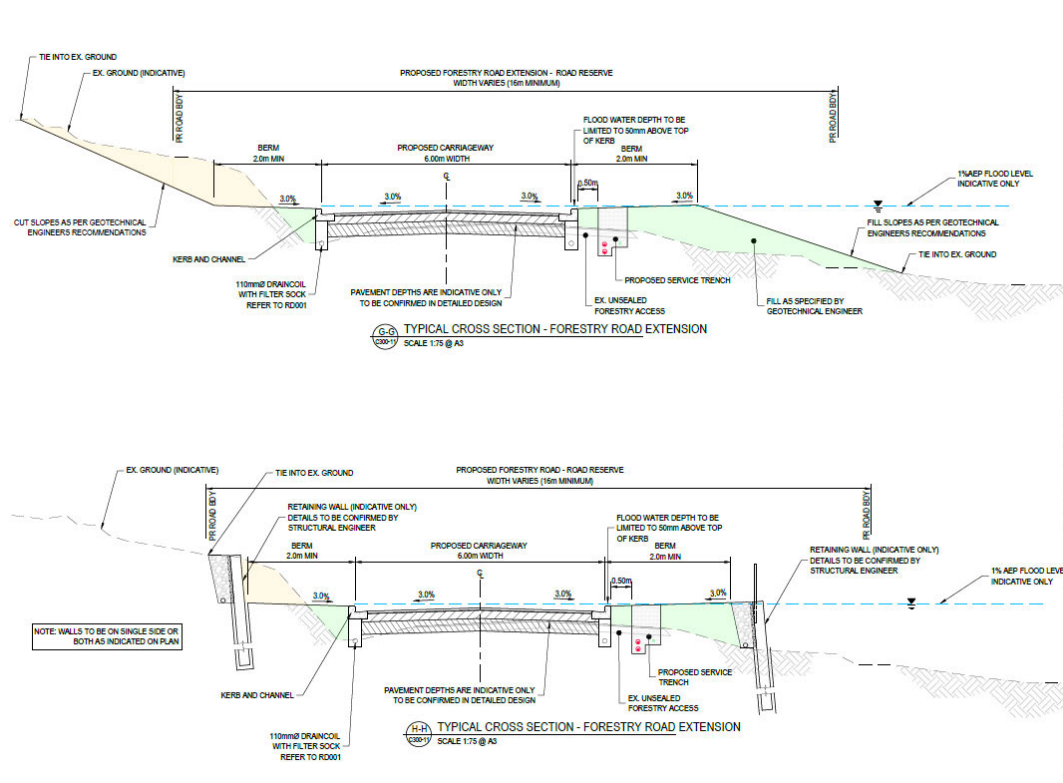 TIE INTO EX. GROUND
EX. GROUND (INDICATIVE)
PROPOSED FORESTRY ROAD EXTENSION - ROAD RESERVE
WIDTH VARIES (16m MINIMUM)
PR ROAD BDY
PR ROAD BDY
FLOOD WATER DEPTH TO BE
LIMITED TO 50mm ABOVE TOP
OF KERB
BERM
2.0m MIN
PROPOSED CARRIAGEWAY
6.00m WIDTH
BERM
2.0m MIN
℄
0.50m
1%AEP FLOOD LEVEL
INDICATIVE ONLY
3.0%
3.0%
3.0%
3.0%
CUT SLOPES AS PER GEOTECHNICAL
ENGINEERS RECOMMENDATIONS
FILL SLOPES AS PER GEOTECHNICAL
ENGINEERS RECOMMENDATIONS
KERB AND CHANNEL
TIE INTO EX. GROUND
110mmØ DRAINCOIL
WITH FILTER SOCK
REFER TO RD001
PAVEMENT DEPTHS ARE INDICATIVE ONLY
TO BE CONFIRMED IN DETAILED DESIGN
PROPOSED SERVICE TRENCH
EX. UNSEALED
FORESTRY ACCESS
FILL AS SPECIFIED BY
GEOTECHNICAL ENGINEER
G-G
C300-11
TYPICAL CROSS SECTION - FORESTRY ROAD EXTENSION
SCALE 1:75 @ A3
EX. GROUND (INDICATIVE)
TIE INTO EX. GROUND
PROPOSED FORESTRY ROAD - ROAD RESERVE
WIDTH VARIES (16m MINIMUM)
PR ROAD BDY
PR ROAD BDY
RETAINING WALL (INDICATIVE ONLY)
DETAILS TO BE CONFIRMED BY
STRUCTURAL ENGINEER
FLOOD WATER DEPTH TO BE
LIMITED TO 50mm ABOVE TOP
OF KERB
BERM
2.0m MIN
PROPOSED CARRIAGEWAY
6.00m WIDTH
BERM
2.0m MIN
RETAINING WALL (INDICATIVE ONLY)
DETAILS TO BE CONFIRMED BY
STRUCTURAL ENGINEER
℄
0.50m
1% AEP FLOOD LEVE
INDICATIVE ONLY
3.0%
3.0%
3.0%
3.0%
NOTE: WALLS TO BE ON SINGLE SIDE OR
BOTH AS INDICATED ON PLAN
KERB AND CHANNEL
PAVEMENT DEPTHS ARE INDICATIVE ONLY
TO BE CONFIRMED IN DETAILED DESIGN
PROPOSED SERVICE
TRENCH
EX. UNSEALED
FORESTRY ACCESS
110mmØ DRAINCOIL
WITH FILTER SOCK
REFER TO RD001
H-H
C300-11
TYPICAL CROSS SECTION - FORESTRY ROAD EXTENSION
SCALE 1:75 @ A3